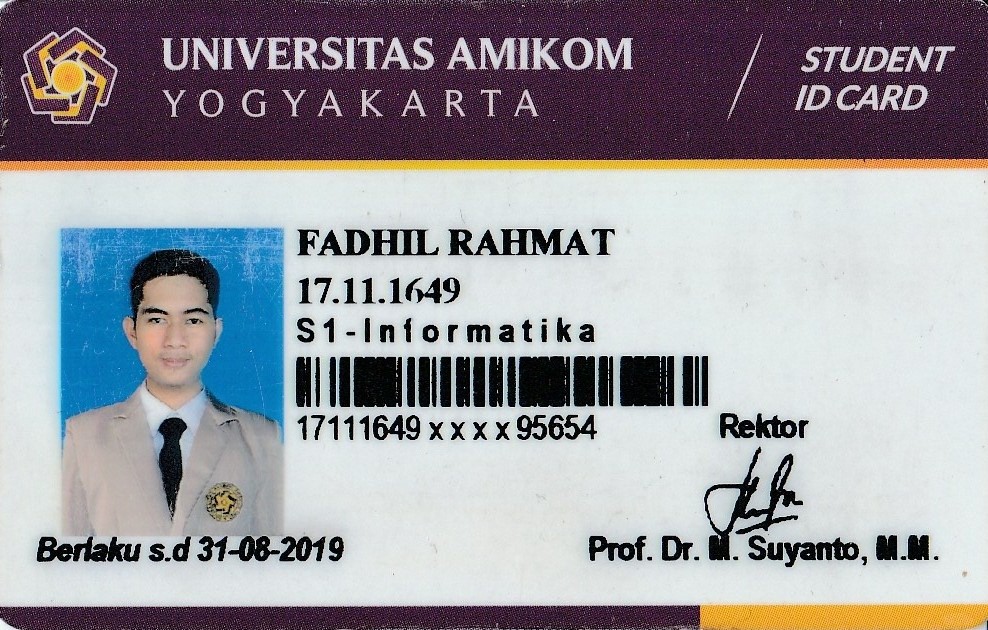 UNIVERSITAS AMIKOM
YOGYAKARTA
STUDENT
ID CARD
FADHIL RAHMAT
17.11.1649
S1-Informatika
17111649 x x x x 95654
Rektor
Berlaku s.d 31-08-2019
Prof. Dr. M. Suyanto, M.M.